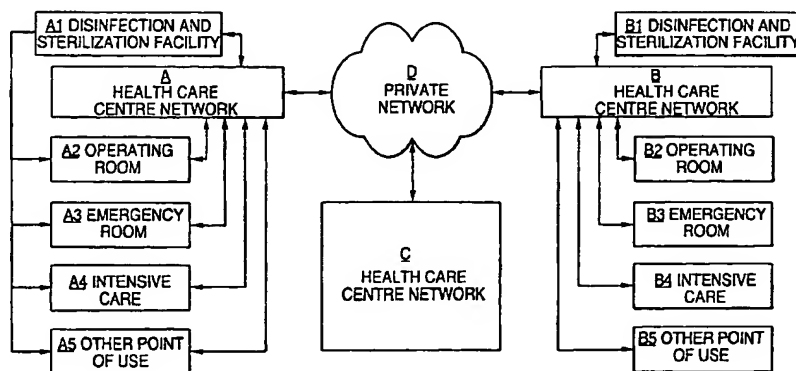 A1 DISINFECTION AND
STERILIZATION FACILITY
A
HEALTH CARE
CENTRE NETWORK
A2 OPERATING
ROOM
A3 EMERGENCY
ROOM
A4 INTENSIVE
CARE
A5 OTHER POINT
OF USE
D
PRIVATE
NETWORK
C
HEALTH CARE
CENTRE NETWORK
B1 DISINFECTION AND
STERILIZATION FACILITY
B
HEALTH CARE
CENTRE NETWORK
B2 OPERATING
ROOM
B3 EMERGENCY
ROOM
B4 INTENSIVE
CARE
B5 OTHER POINT
OF USE